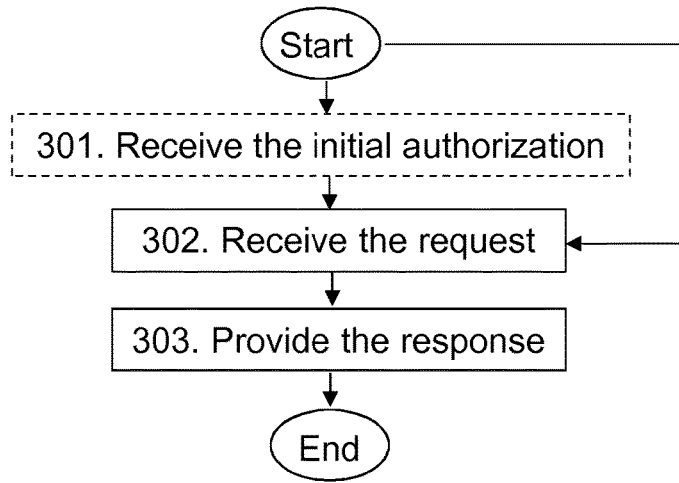 Start
301. Receive the initial authorization
302. Receive the request
303. Provide the response
End